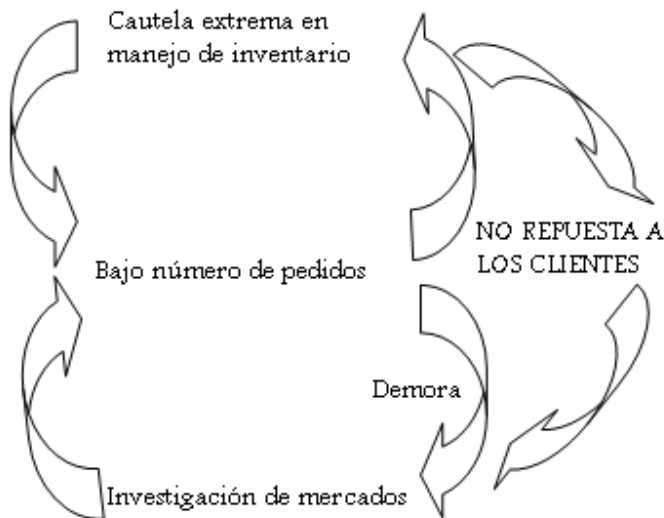 Cautela extrema en
manejo de inventario
NO REPUESTA A
LOS CLIENTES
Bajo número de pedidos
Demora
Investigación de mercados